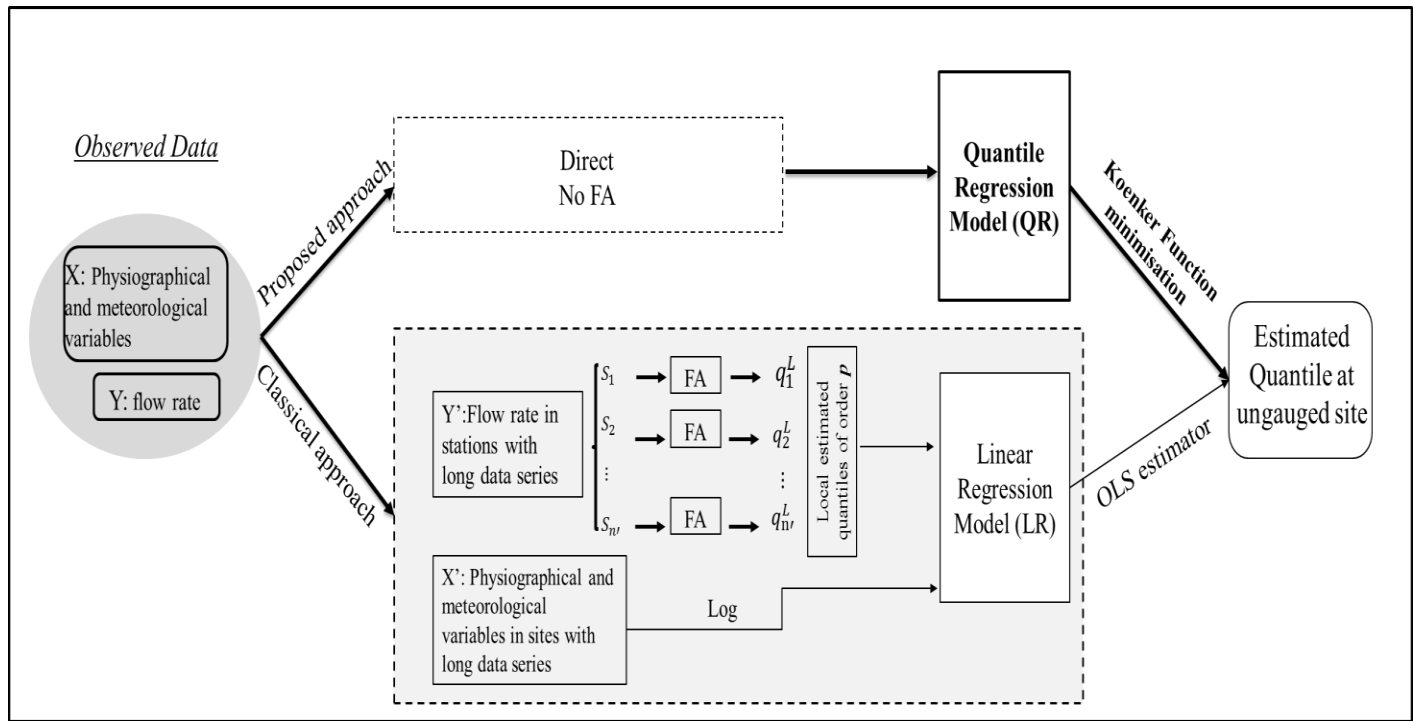 Observed Data
X: Physiographical
and meteorological
variables
Y: flow rate
Proposed approach
Classical approach
Direct
No FA
Quantile
Regression
Model (QR)
Koenker Function
minimisation
Y’:Flow rate in
stations with
long data series
S₁ FA q₁ᴸ
S₂ FA q₂ᴸ
⋮ ⋮
Sₙ′ FA qₙ′ᴸ
Local estimated
quantiles of order p
X’: Physiographical and
meteorological
variables in sites with
long data series
Log
Linear
Regression
Model (LR)
OLS estimator
Estimated
Quantile at
ungauged site